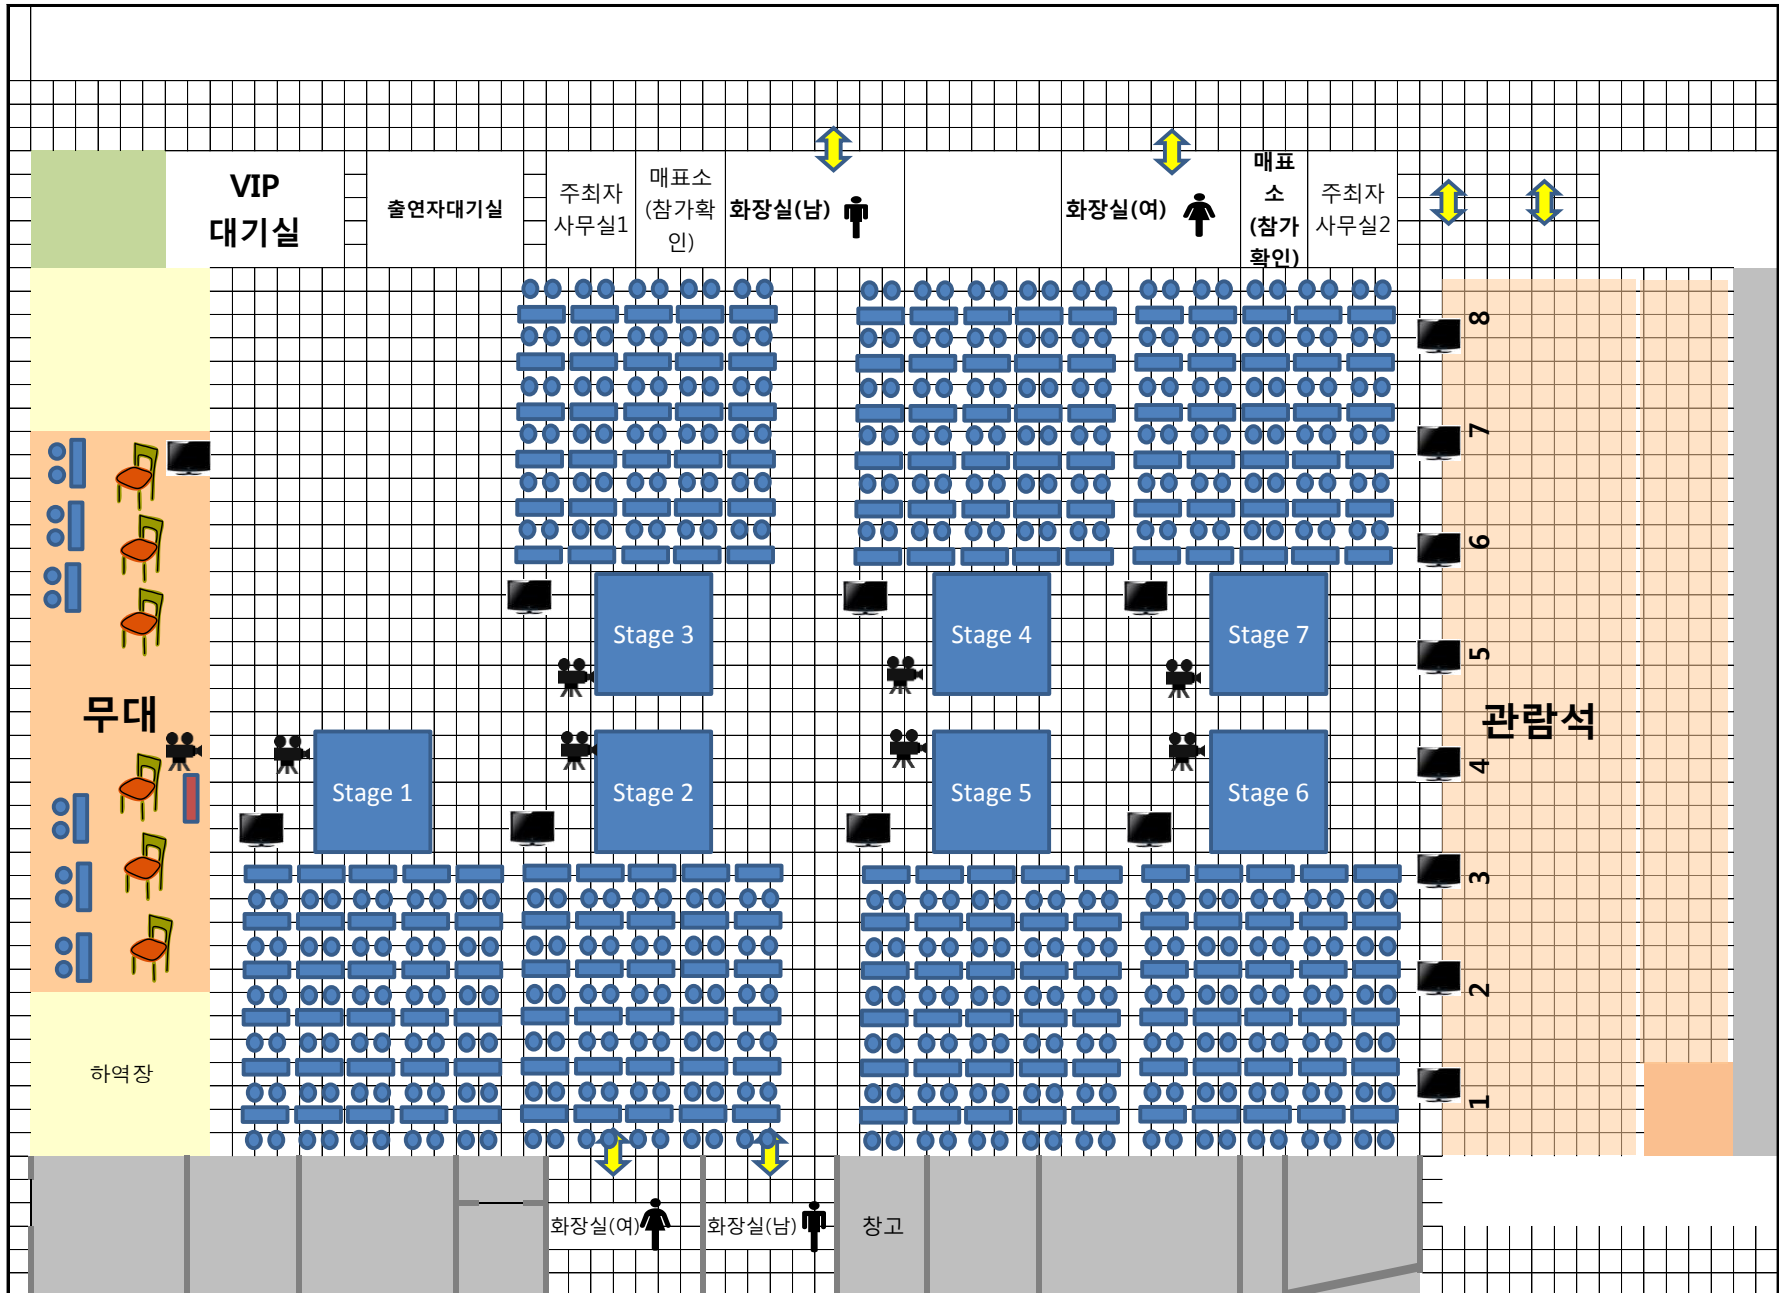 VIP
대기실
출연자대기실
주최자
사무실1
매표소
(참가확
인)
화장실(남)
화장실(여)
매표
소
(참가
확인)
주최자
사무실2
8
7
6
5
4
3
2
1
관람석
무대
Stage 3
Stage 4
Stage 7
Stage 1
Stage 2
Stage 5
Stage 6
하역장
화장실(여)
화장실(남)
창고